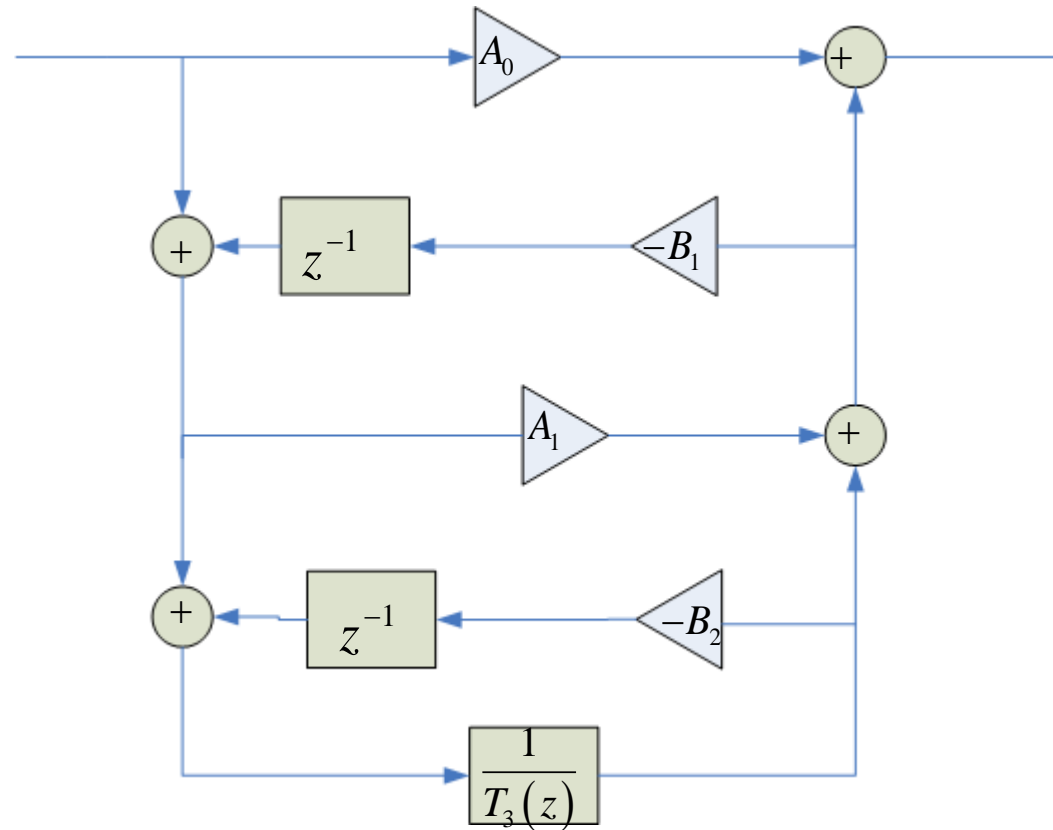 A₀
+
+
z⁻¹
−B₁
A₁
+
+
z⁻¹
−B₂
1
T₃(z)